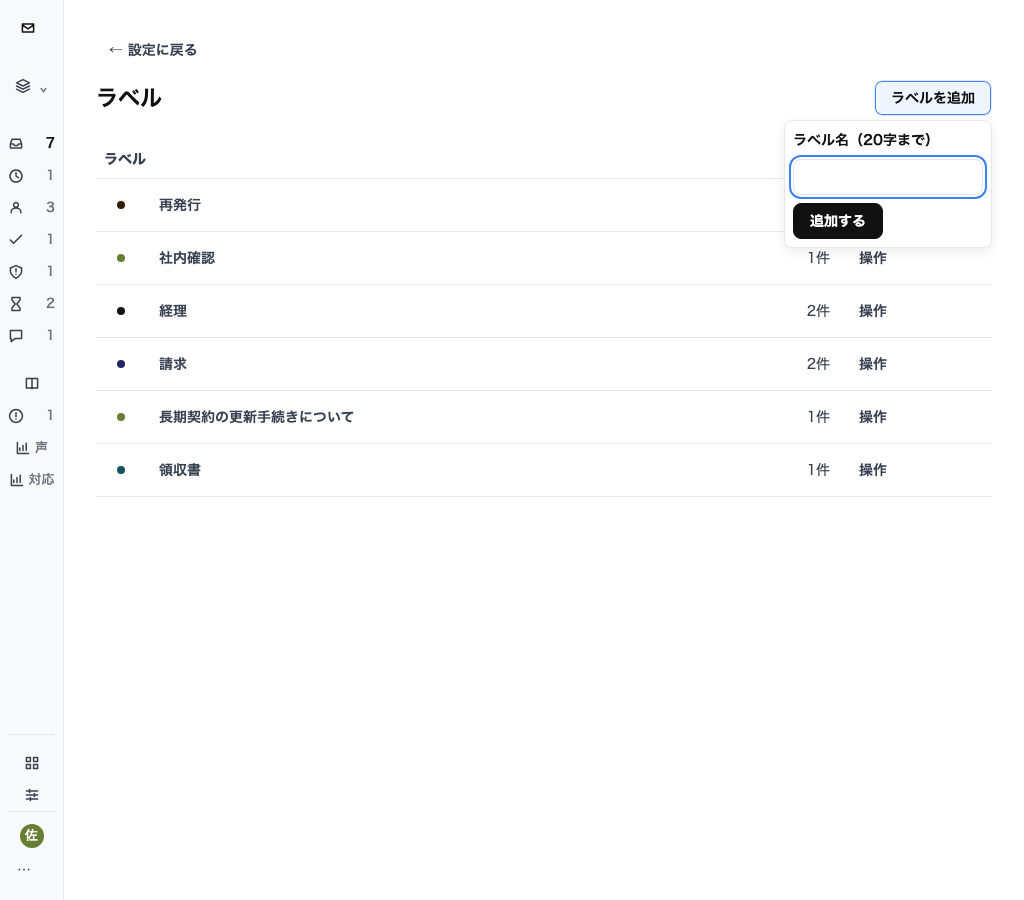 ← 設定に戻る
ラベル
ラベルを追加
ラベル名（20字まで）
追加する
ラベル
再発行
社内確認 1件 操作
経理 2件 操作
請求 2件 操作
長期契約の更新手続きについて 1件 操作
領収書 1件 操作
7
1
3
1
1
2
1
1
声
対応
佐
…